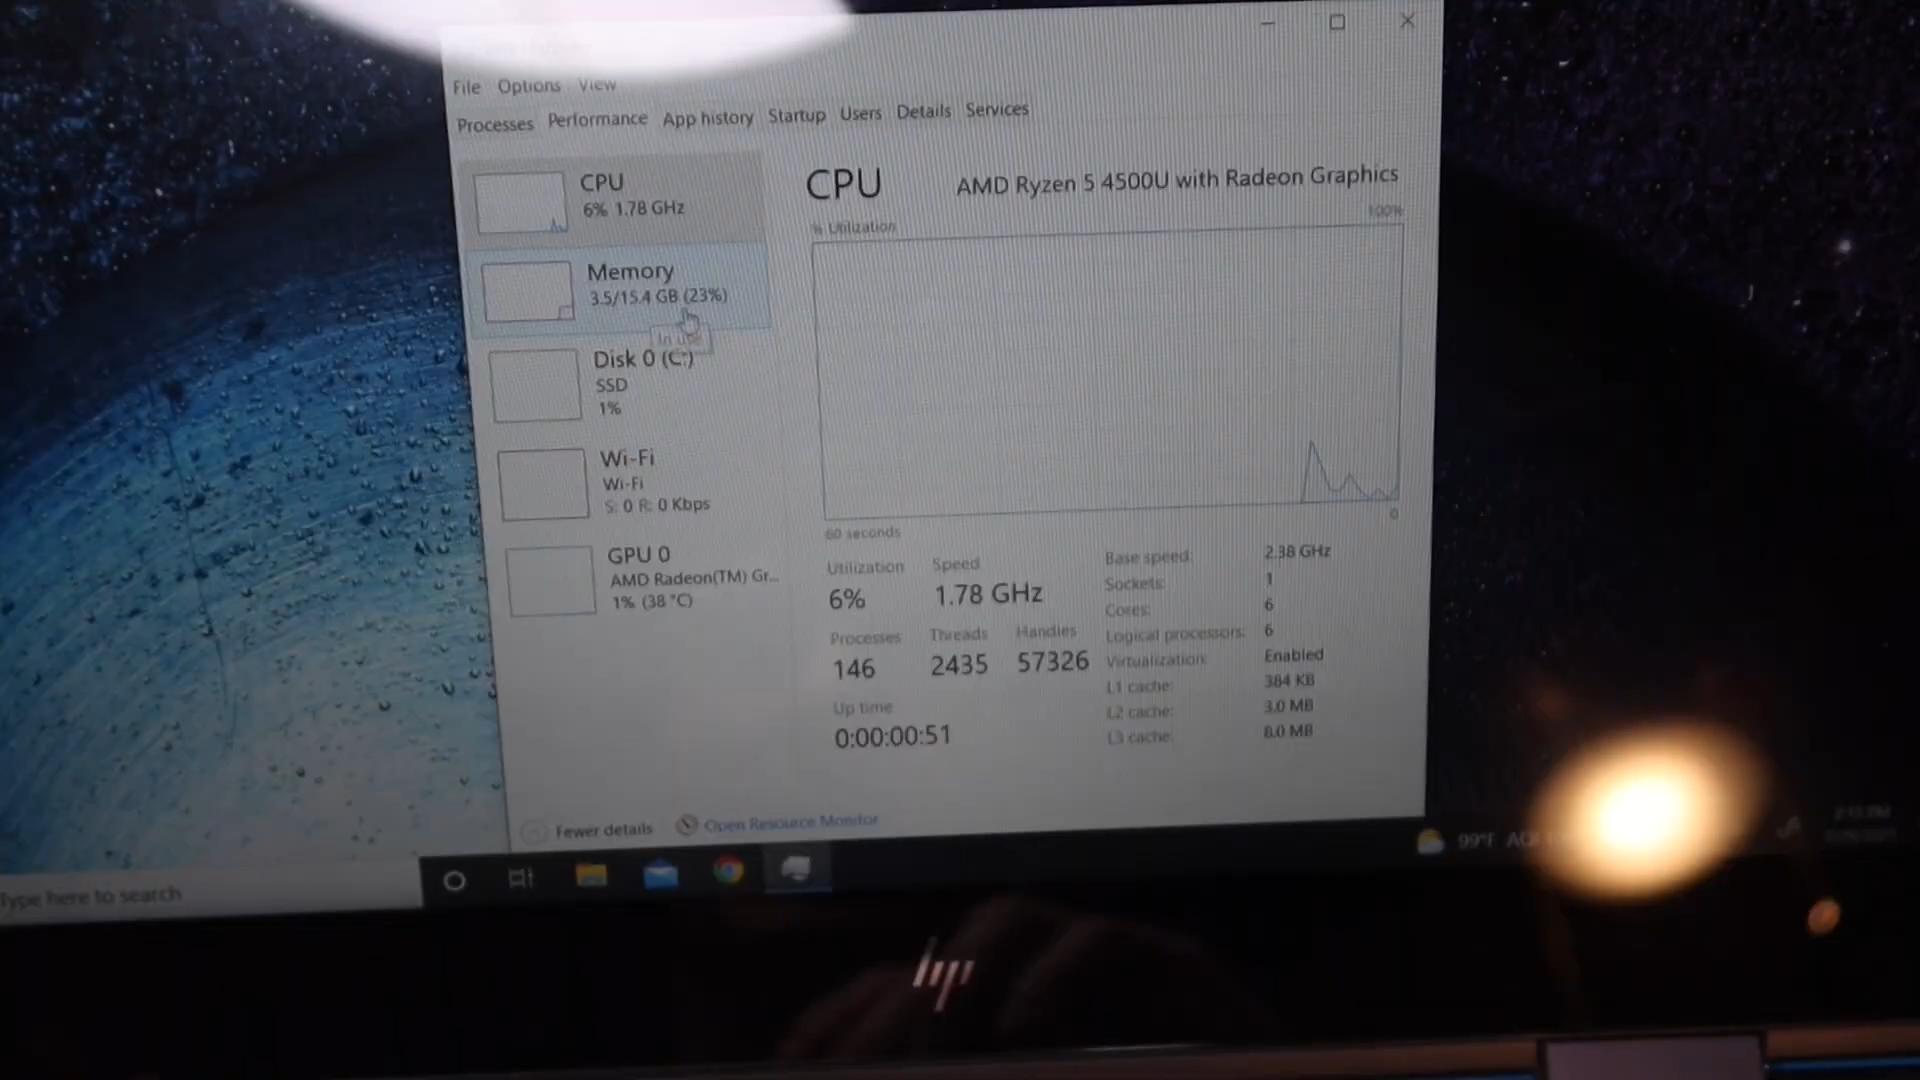 File Options View
Processes Performance App history Startup Users Details Services
CPU
6% 1.78 GHz
Memory
3.5/15.4 GB (23%)
In use
Disk 0 (C:)
SSD
1%
Wi-Fi
Wi-Fi
S: 0 R: 0 Kbps
GPU 0
AMD Radeon(TM) Gr...
1% (38 °C)
CPU AMD Ryzen 5 4500U with Radeon Graphics
% Utilization 100%
60 seconds 0
Utilization Speed
6% 1.78 GHz
Processes Threads Handles
146 2435 57326
Up time
0:00:00:51
Base speed: 2.38 GHz
Sockets: 1
Cores: 6
Logical processors: 6
Virtualization: Enabled
L1 cache: 384 KB
L2 cache: 3.0 MB
L3 cache: 8.0 MB
Fewer details Open Resource Monitor
Type here to search
99°F
hp